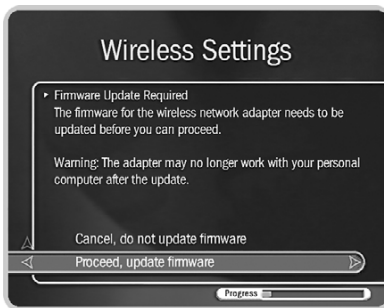 Wireless Settings
Firmware Update Required
The firmware for the wireless network adapter needs to be
updated before you can proceed.
Warning: The adapter may no longer work with your personal
computer after the update.
Cancel, do not update firmware
Proceed, update firmware
Progress